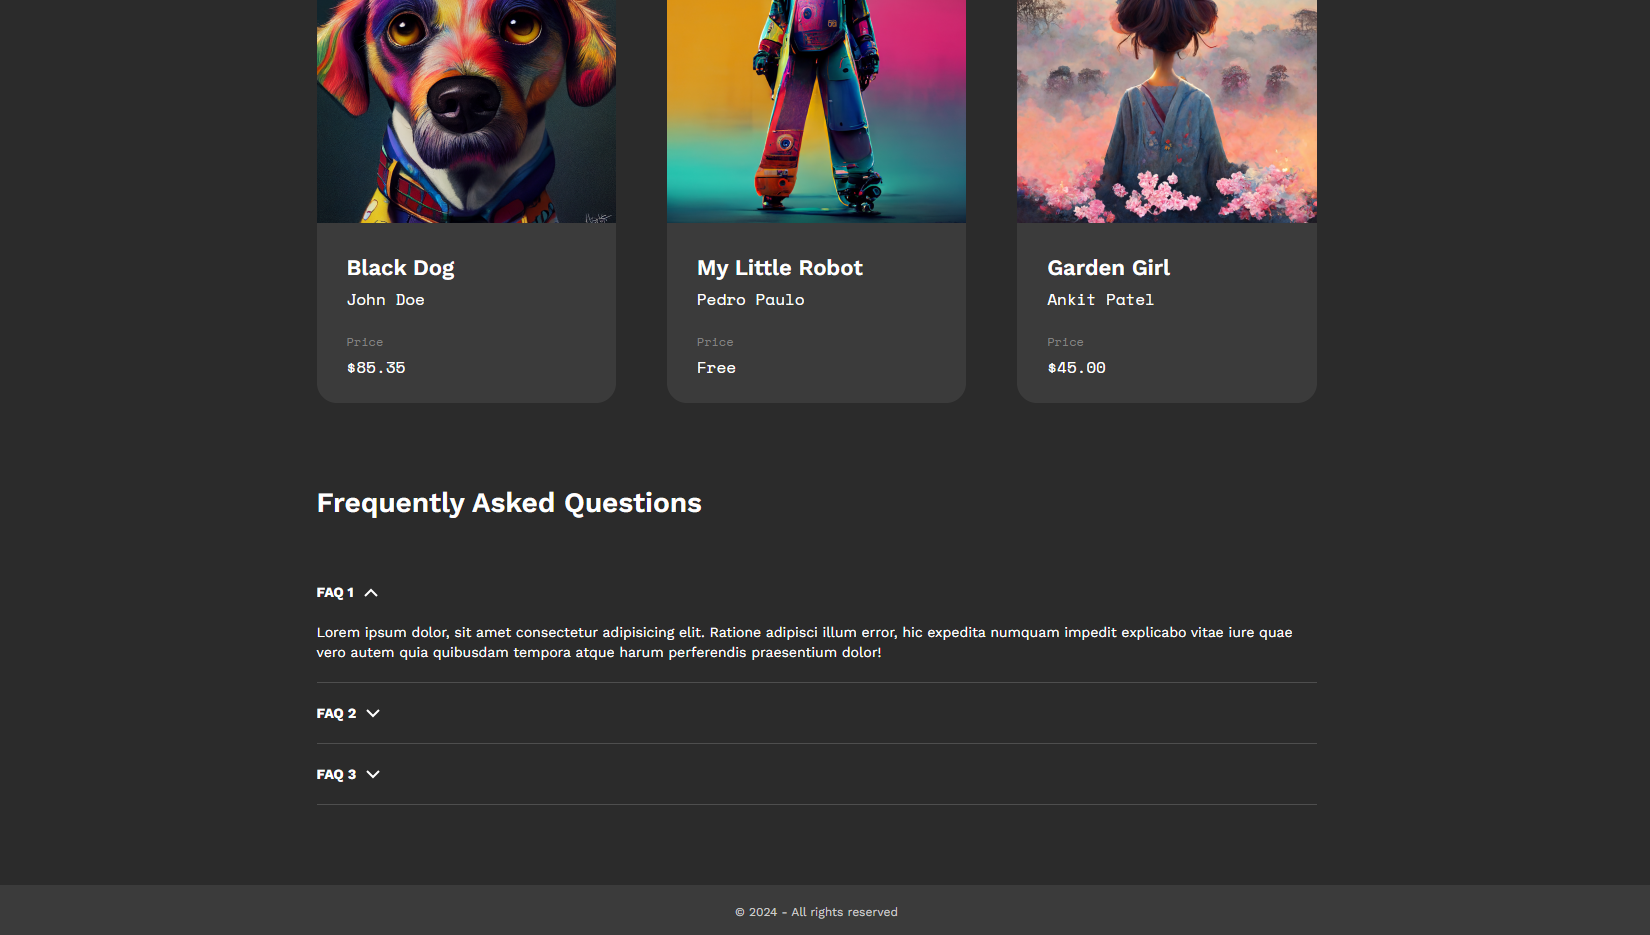 Black Dog
John Doe
Price
$85.35
My Little Robot
Pedro Paulo
Price
Free
Garden Girl
Ankit Patel
Price
$45.00
Frequently Asked Questions
FAQ 1
Lorem ipsum dolor, sit amet consectetur adipisicing elit. Ratione adipisci illum error, hic expedita numquam impedit explicabo vitae iure quae
vero autem quia quibusdam tempora atque harum perferendis praesentium dolor!
FAQ 2
FAQ 3
© 2024 - All rights reserved